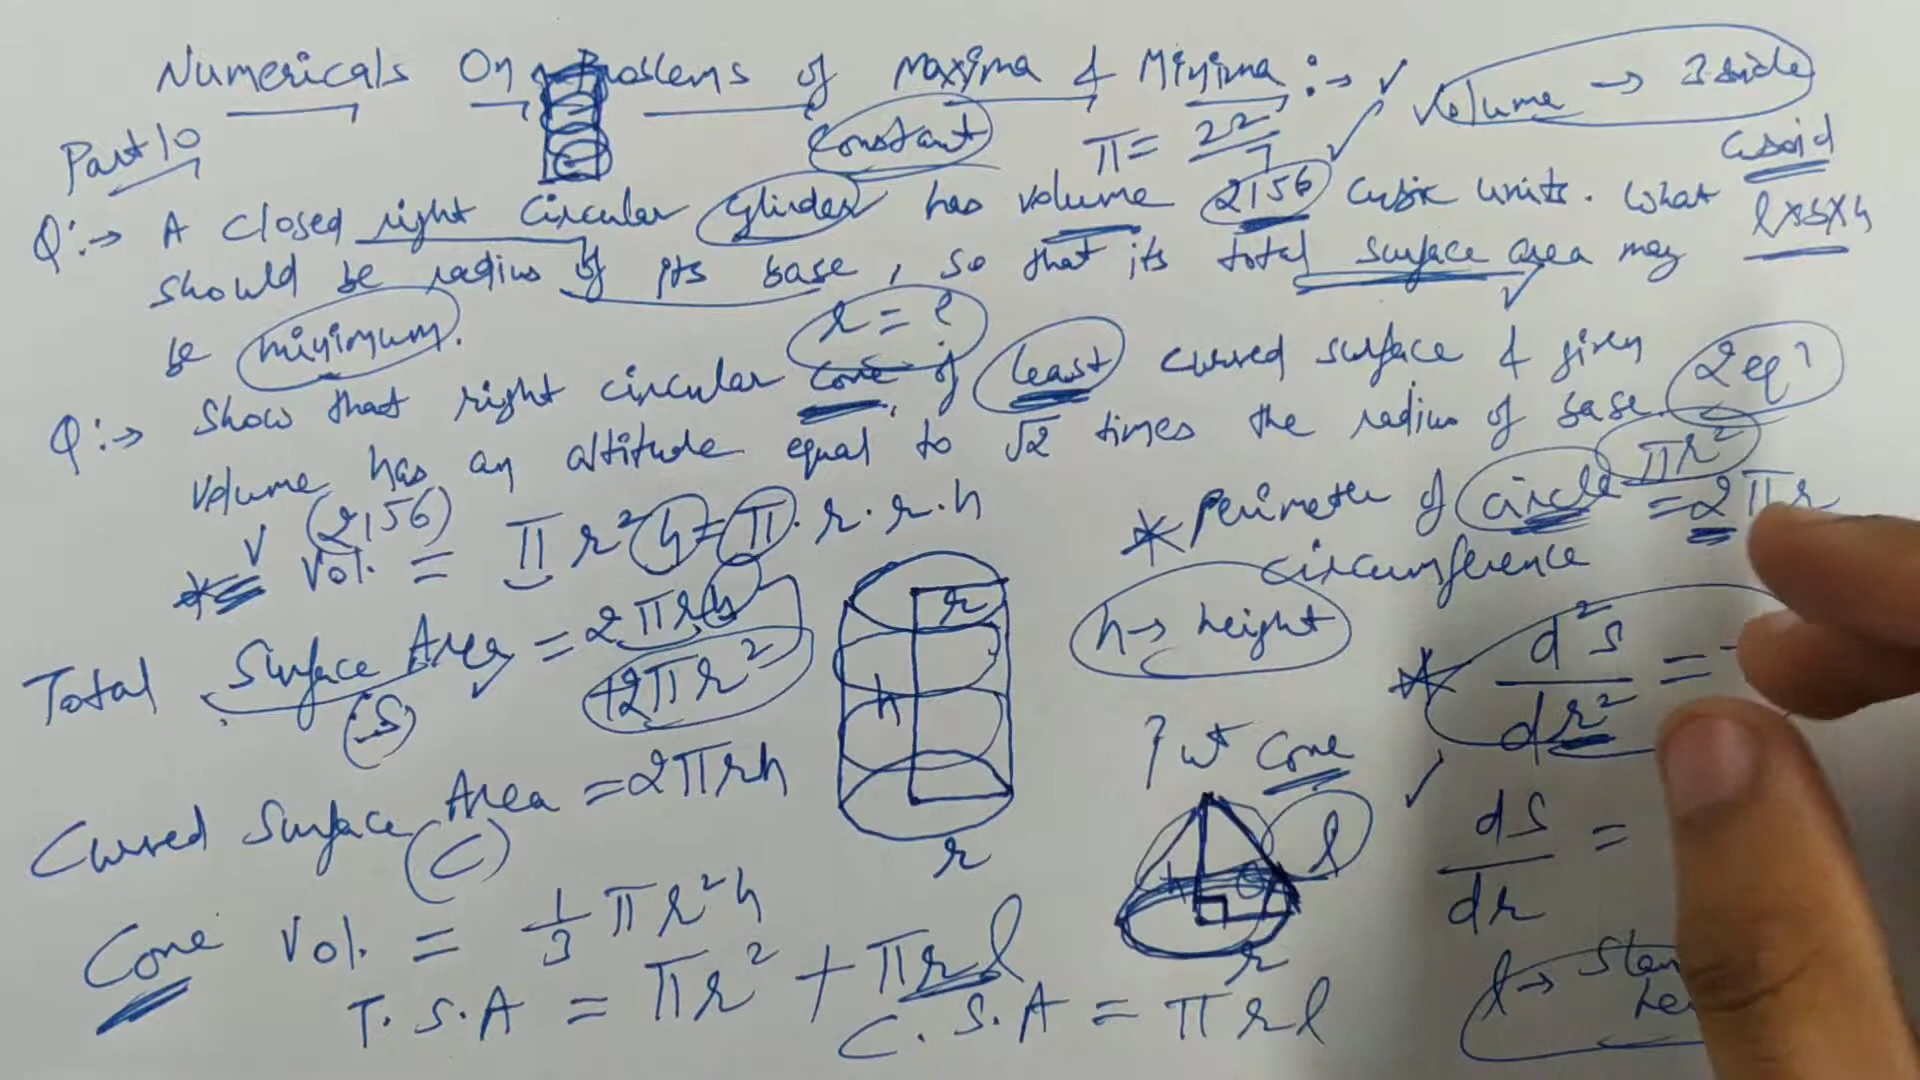 Numericals On Problems of Maxima & Minima :→ ✓
Volume → 3 side
Part 10
constant
π = 22/7
Cuboid
l×b×h
Q:→ A closed right circular cylinder has volume 2156 cubic units. What
should be radius of its base, so that its total surface area may
be minimum.
r = ?
Q:→ Show that right circular cone of least curved surface & given
volume has an altitude equal to √2 times the radius of base.
2 eqn
V (2,156)
* Vol. = πr²h = π·r·r·h
* Perimeter of circle = 2πr
πr²
circumference
Total Surface Area = 2πrh
+2πr²
(S)
h → height
r
h
r
* d²S/dr² =
Curved Surface Area = 2πrh
(C)
Cone
l
h
r
dS/dr =
Cone Vol. = 1/3 πr²h
T.S.A = πr² + πrl
C.S.A = πrl
l →